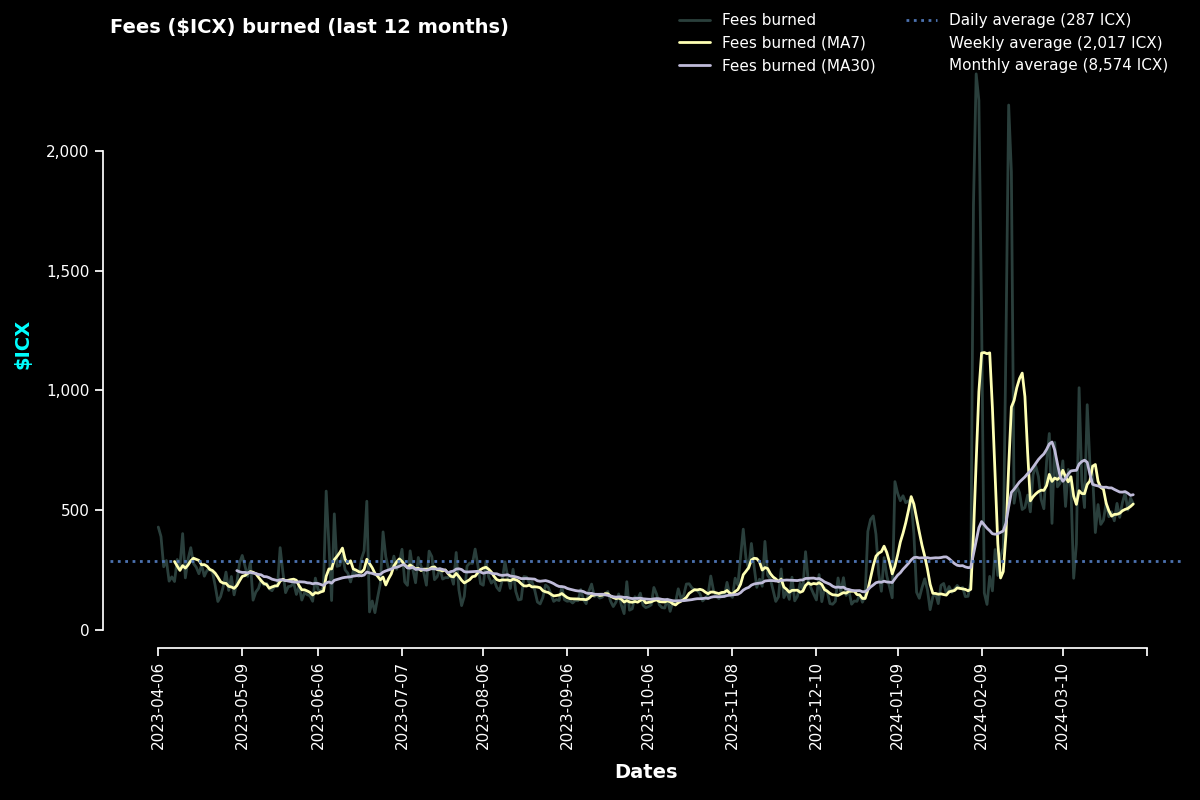 Fees ($ICX) burned (last 12 months)
Fees burned
Fees burned (MA7)
Fees burned (MA30)
Daily average (287 ICX)
Weekly average (2,017 ICX)
Monthly average (8,574 ICX)
$ICX
2,000
1,500
1,000
500
0
2023-04-06
2023-05-09
2023-06-06
2023-07-07
2023-08-06
2023-09-06
2023-10-06
2023-11-08
2023-12-10
2024-01-09
2024-02-09
2024-03-10
Dates